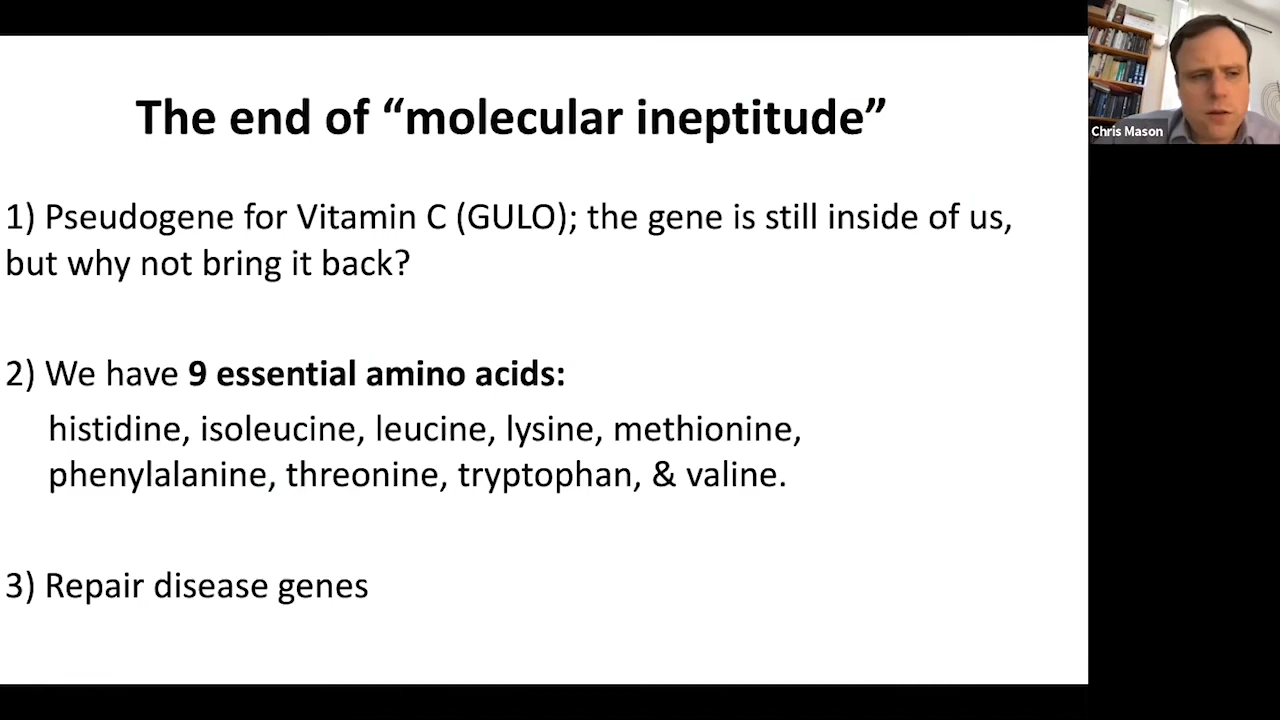 The end of “molecular ineptitude”
1) Pseudogene for Vitamin C (GULO); the gene is still inside of us,
but why not bring it back?
2) We have 9 essential amino acids:
histidine, isoleucine, leucine, lysine, methionine,
phenylalanine, threonine, tryptophan, & valine.
3) Repair disease genes
Chris Mason